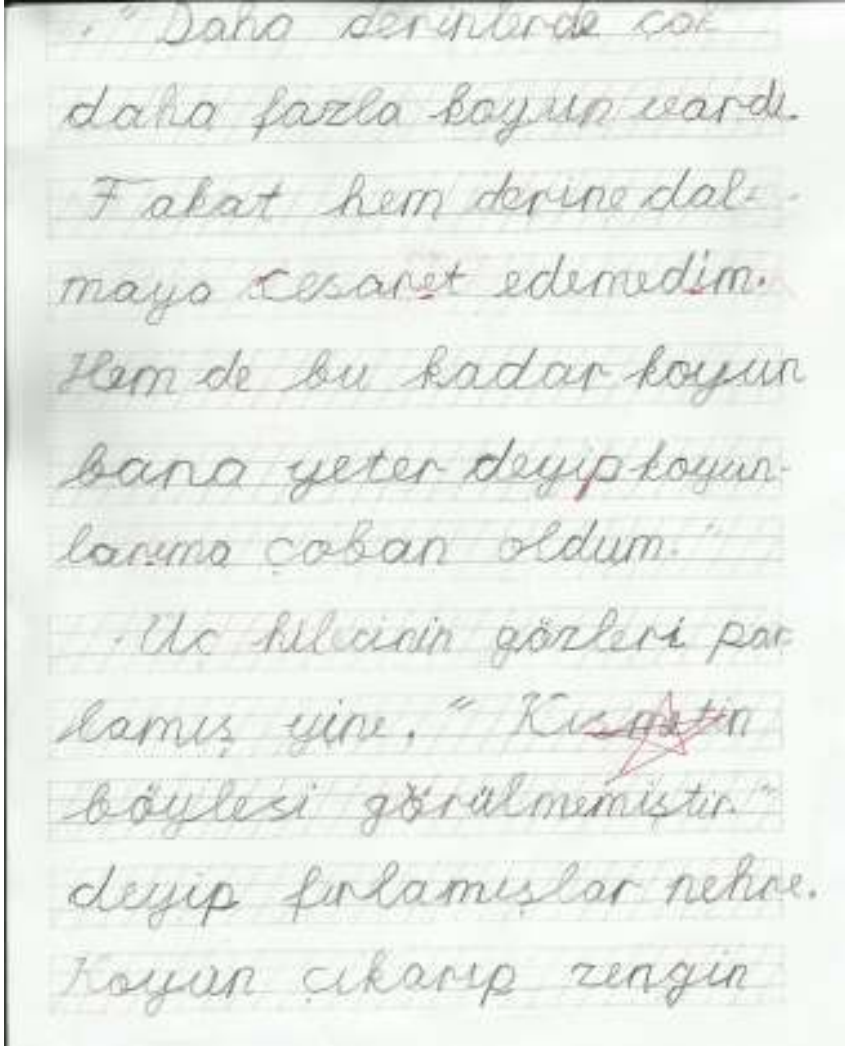 ." Daha derinlerde çok
daha fazla koyun vardı.
Fakat hem derine dal-
maya cesaret edemedim.
Hem de bu kadar koyun
bana yeter deyip koyun-
larıma çoban oldum."
Üç hilecinin gözleri par
lamış yine. " Kısmetin
böylesi görülmemiştir."
deyip fırlamışlar nehre.
Koyun çıkarıp zengin